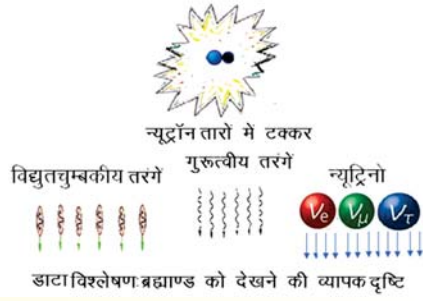 न्यूट्रॉन तारों में टक्कर
गुरूत्वीय तरंगें
विद्युतचुम्बकीय तरंगें
न्यूट्रिनो
νe νμ ντ
डाटा विश्लेषण:ब्रह्माण्ड को देखने की व्यापक दृष्टि